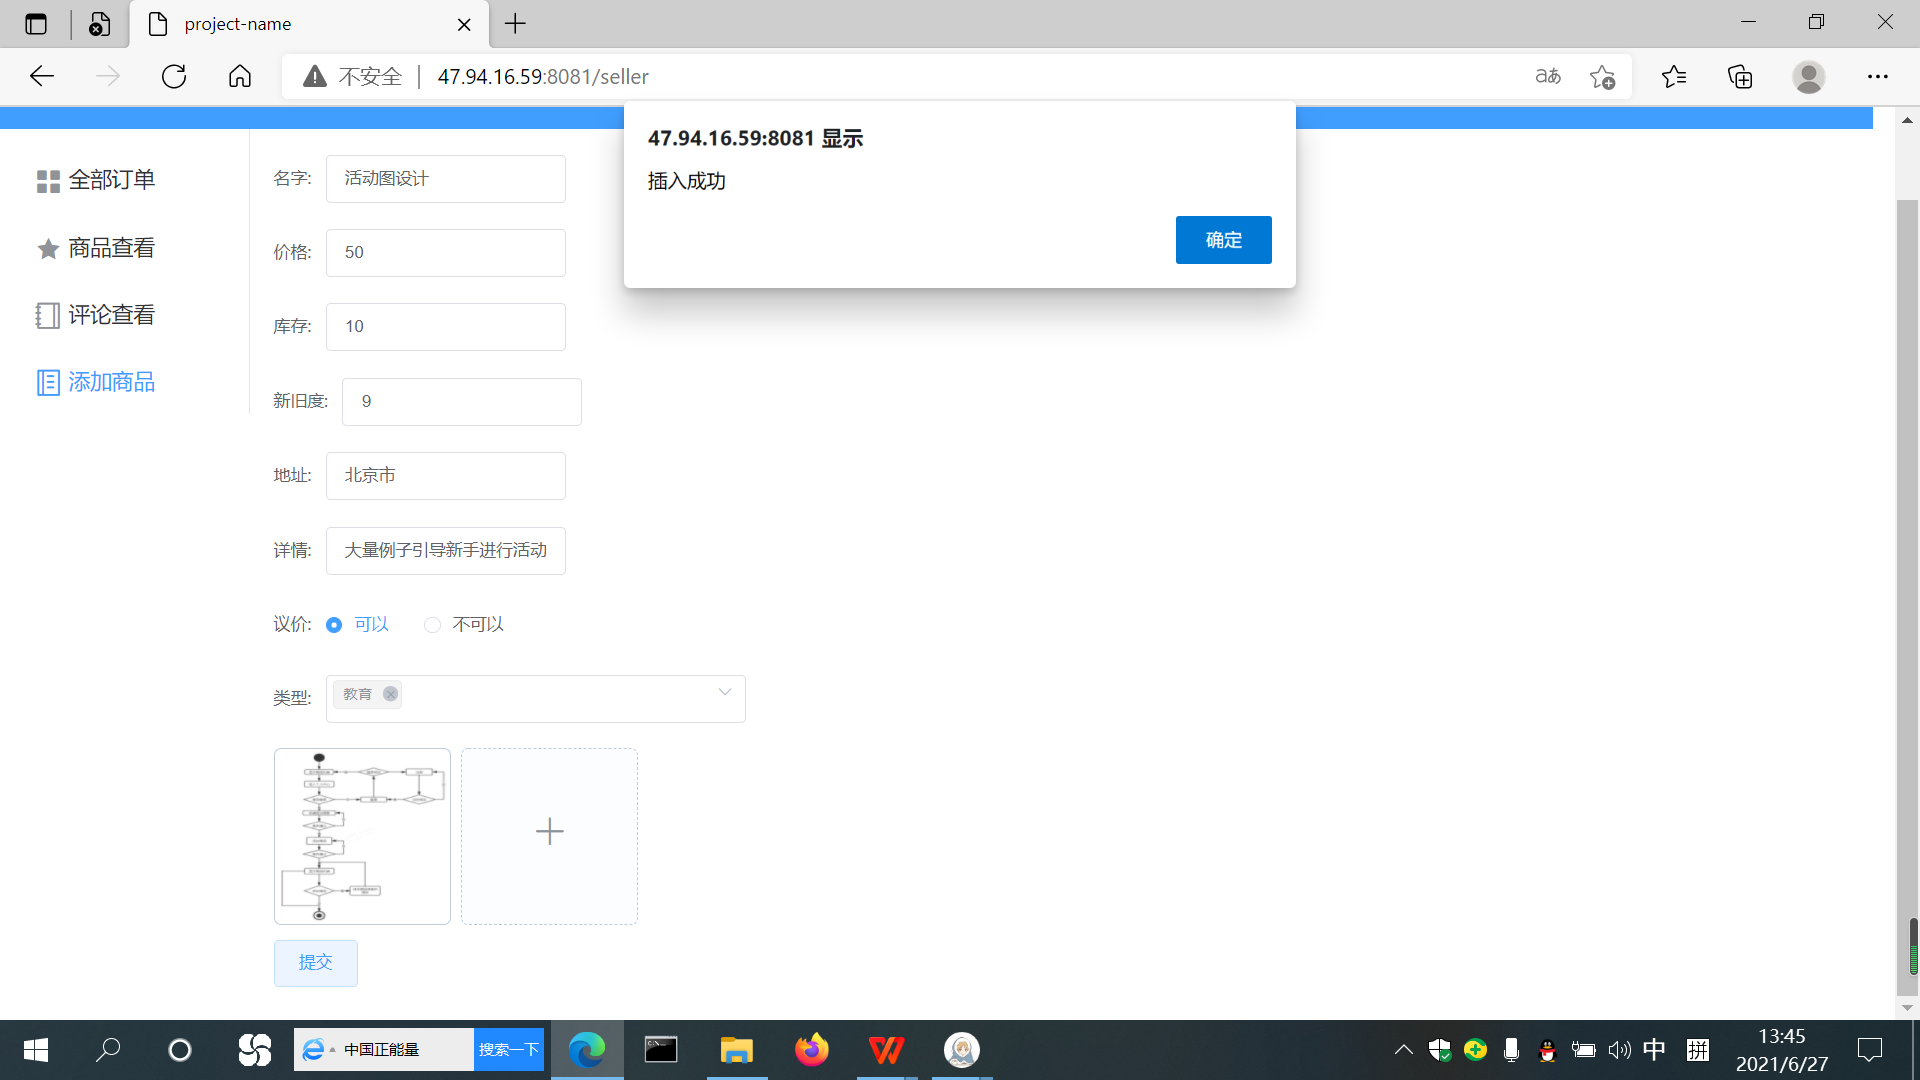 project-name
不安全
47.94.16.59:8081/seller
aあ
47.94.16.59:8081 显示
插入成功
确定
全部订单
商品查看
评论查看
添加商品
名字:
活动图设计
价格:
50
库存:
10
新旧度:
9
地址:
北京市
详情:
大量例子引导新手进行活动
议价:
可以
不可以
类型:
教育
提交
中国正能量
搜索一下
中
拼
13:45
2021/6/27